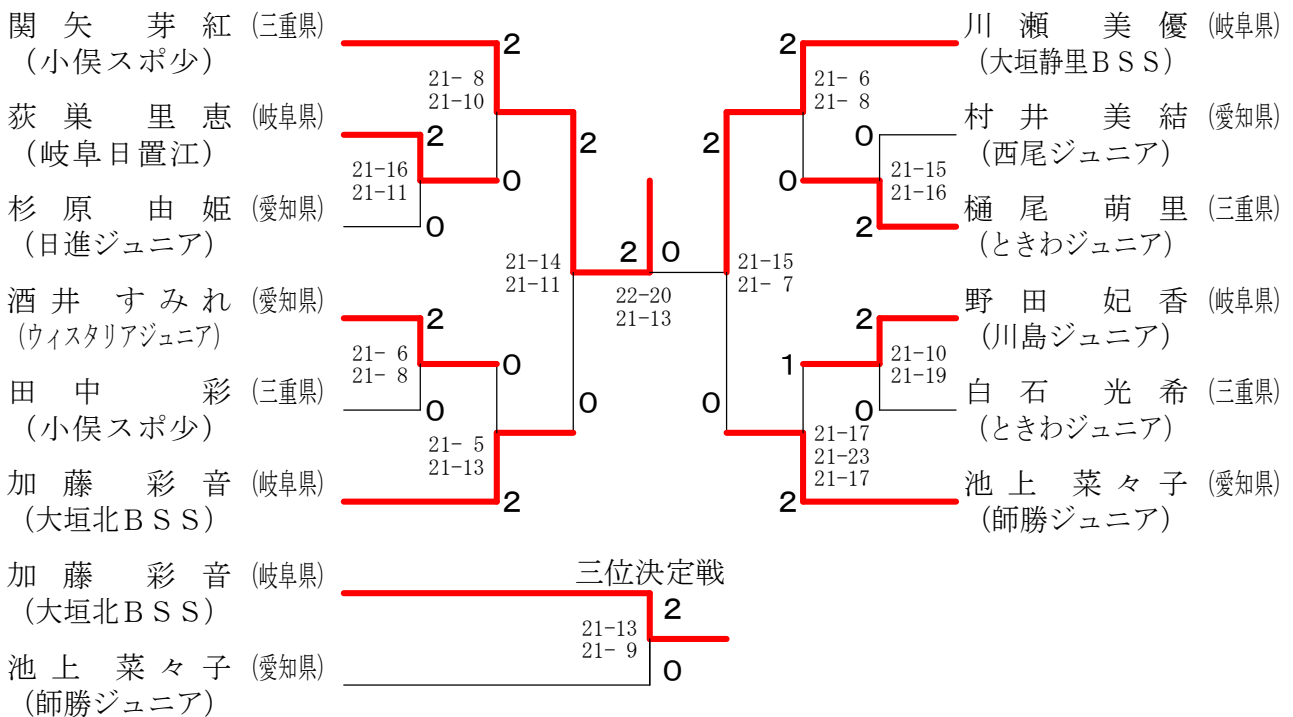 関矢 芽紅 (三重県)
(小俣スポ少)
荻巣 里恵 (岐阜県)
(岐阜日置江)
杉原 由姫 (愛知県)
(日進ジュニア)
酒井 すみれ (愛知県)
(ウィスタリアジュニア)
田中 彩 (三重県)
(小俣スポ少)
加藤 彩音 (岐阜県)
(大垣北BSS)
2
21- 8
21-10
2
21-16
21-11
0
0
2
21-14
21-11
2
21- 6
21- 8
0
0
0
21- 5
21-13
2
2 0
22-20
21-13
川瀬 美優 (岐阜県)
(大垣静里BSS)
村井 美結 (愛知県)
(西尾ジュニア)
樋尾 萌里 (三重県)
(ときわジュニア)
野田 妃香 (岐阜県)
(川島ジュニア)
白石 光希 (三重県)
(ときわジュニア)
池上 菜々子 (愛知県)
(師勝ジュニア)
2
21- 6
21- 8
0
21-15
21-16
0
2
2
21-15
21- 7
2
21-10
21-19
1
0
0
21-17
21-23
21-17
2
三位決定戦
加藤 彩音 (岐阜県)
(大垣北BSS)
2
21-13
21- 9
0
池上 菜々子 (愛知県)
(師勝ジュニア)